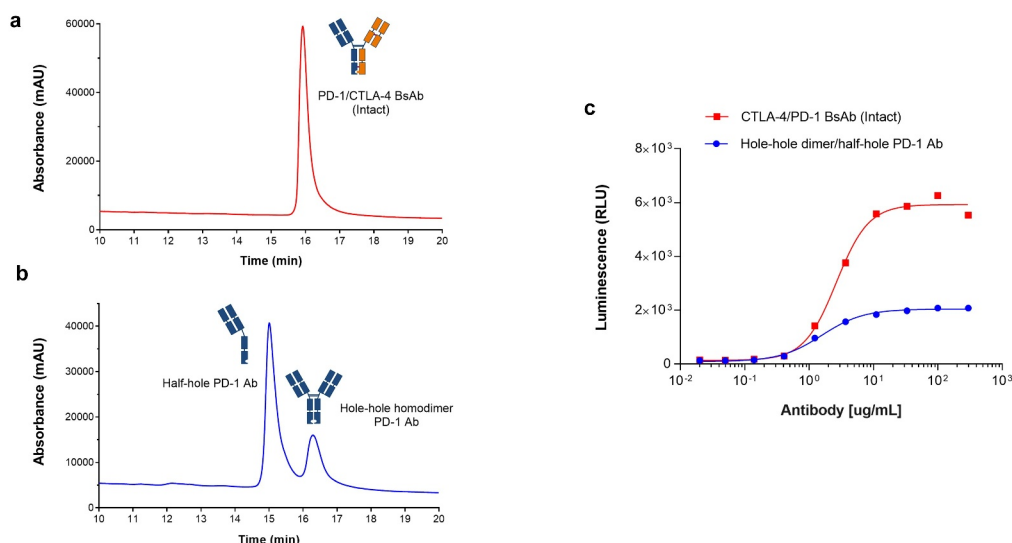 a
60000
40000
20000
0
Absorbance (mAU)
PD-1/CTLA-4 BsAb
(Intact)
10 11 12 13 14 15 16 17 18 19 20
Time (min)
b
40000
30000
20000
10000
0
Absorbance (mAU)
Half-hole PD-1 Ab
Hole-hole homodimer
PD-1 Ab
10 11 12 13 14 15 16 17 18 19 20
Time (min)
c
CTLA-4/PD-1 BsAb (Intact)
Hole-hole dimer/half-hole PD-1 Ab
8×10³
6×10³
4×10³
2×10³
0
Luminescence (RLU)
10⁻² 10⁻¹ 10⁰ 10¹ 10² 10³
Antibody [ug/mL]